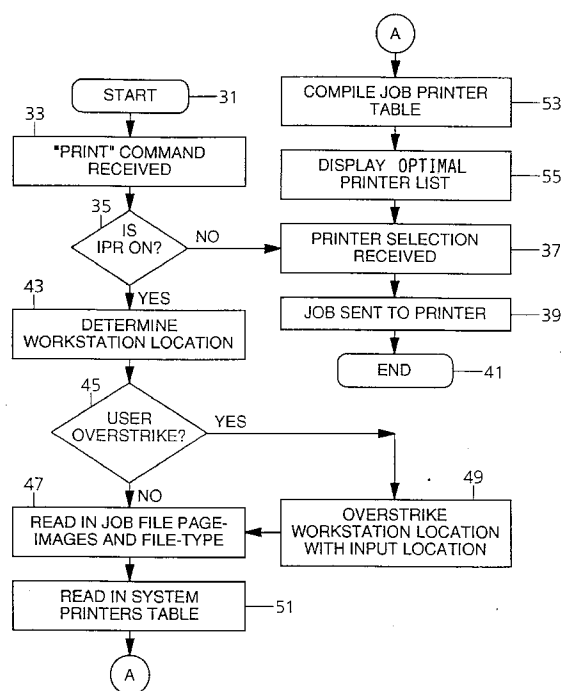 START
31
33
"PRINT" COMMAND
RECEIVED
35
IS
IPR ON?
NO
YES
43
DETERMINE
WORKSTATION LOCATION
45
USER
OVERSTRIKE?
YES
NO
47
READ IN JOB FILE PAGE-
IMAGES AND FILE-TYPE
49
OVERSTRIKE
WORKSTATION LOCATION
WITH INPUT LOCATION
READ IN SYSTEM
PRINTERS TABLE
51
A
A
COMPILE JOB PRINTER
TABLE
53
DISPLAY OPTIMAL
PRINTER LIST
55
PRINTER SELECTION
RECEIVED
37
JOB SENT TO PRINTER
39
END
41